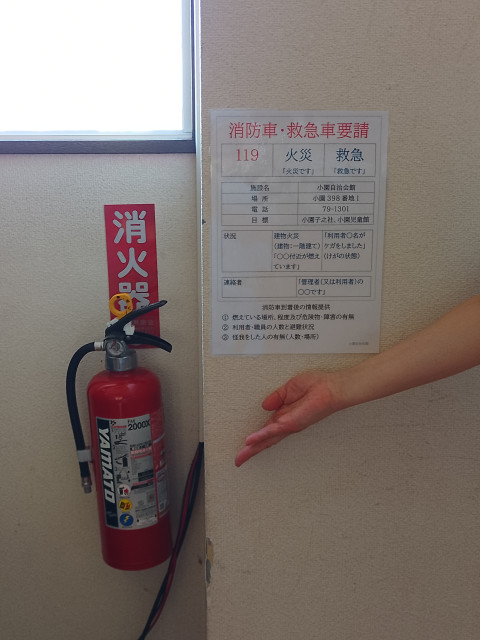 消防車・救急車要請
119 火災 救急
「火災です」 「救急です」
施設名 小園自治会館
場所 小園398番地1
電話 79-1301
目標 小園子之社、小園児童館
状況 建物火災 「利用者〇名が
(建物:一階建て) ケガをしました」
「〇〇付近が燃え (けがの状態)
ています」
連絡者 「管理者(又は利用者)の
〇〇です」
消防車到着後の情報提供
① 燃えている場所、程度及び危険物・障害の有無
② 利用者・職員の人数と避難状況
③ 怪我をした人の有無(人数・場所)
消火器
YAMATO
2000X